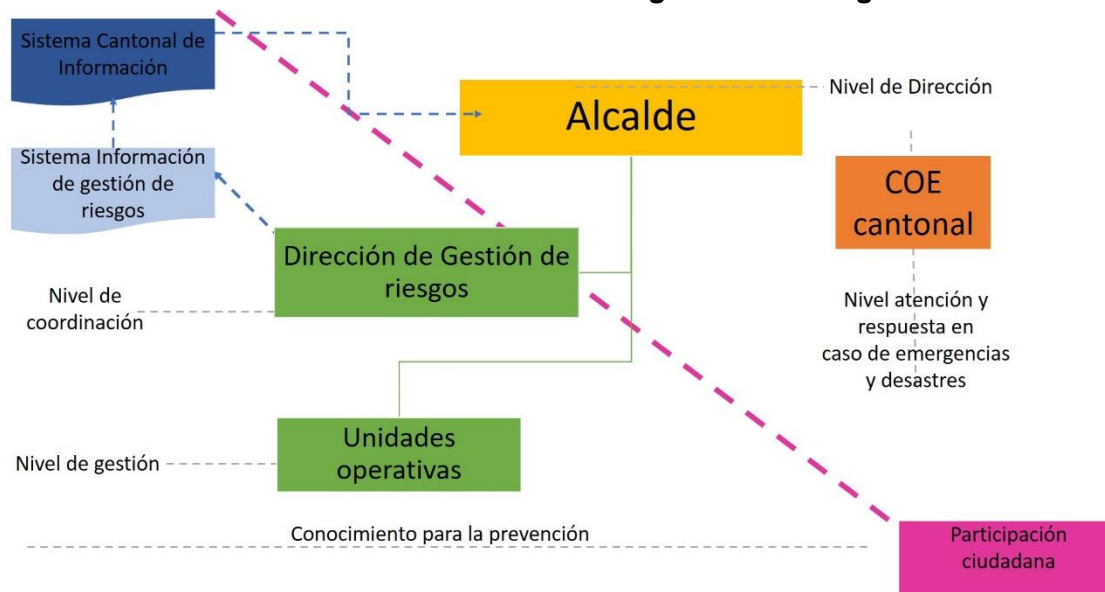 Sistema Cantonal de
Información
Alcalde
Nivel de Dirección
Sistema Información
de gestión de
riesgos
COE
cantonal
Dirección de Gestión de
riesgos
Nivel de
coordinación
Nivel atención y
respuesta en
caso de emergencias
y desastres
Unidades
operativas
Nivel de gestión
Conocimiento para la prevención
Participación
ciudadana